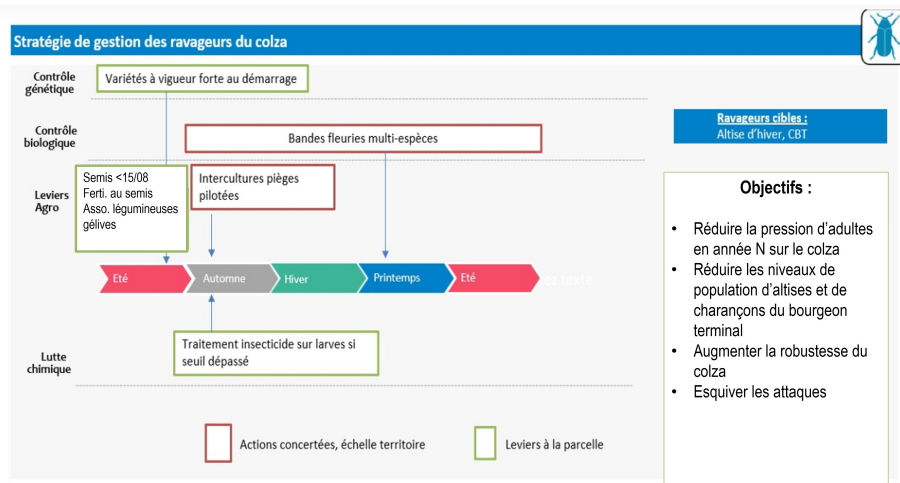 Stratégie de gestion des ravageurs du colza
Contrôle
génétique
Variétés à vigueur forte au démarrage
Contrôle
biologique
Bandes fleuries multi-espèces
Ravageurs cibles :
Altise d'hiver, CBT
Leviers
Agro
Semis <15/08
Ferti. au semis
Asso. légumineuses
gélives
Intercultures pièges
pilotées
Eté
Automne
Hiver
Printemps
Eté
ez texte
Lutte
chimique
Traitement insecticide sur larves si
seuil dépassé
Actions concertées, échelle territoire
Leviers à la parcelle
Objectifs :
• Réduire la pression d'adultes
en année N sur le colza
• Réduire les niveaux de
population d'altises et de
charançons du bourgeon
terminal
• Augmenter la robustesse du
colza
• Esquiver les attaques